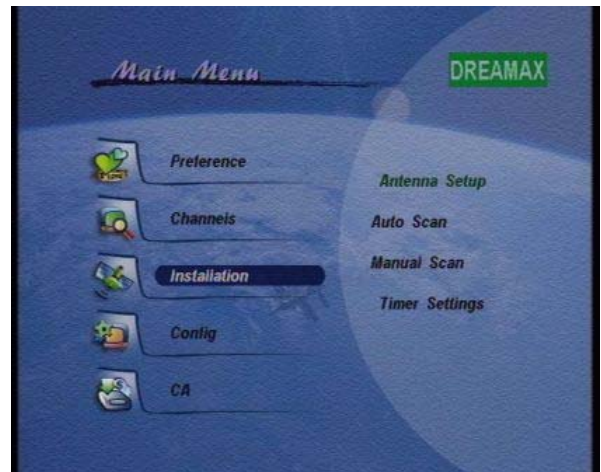 Main Menu
DREAMAX
Preference
Channels
Installation
Config
CA
Antenna Setup
Auto Scan
Manual Scan
Timer Settings